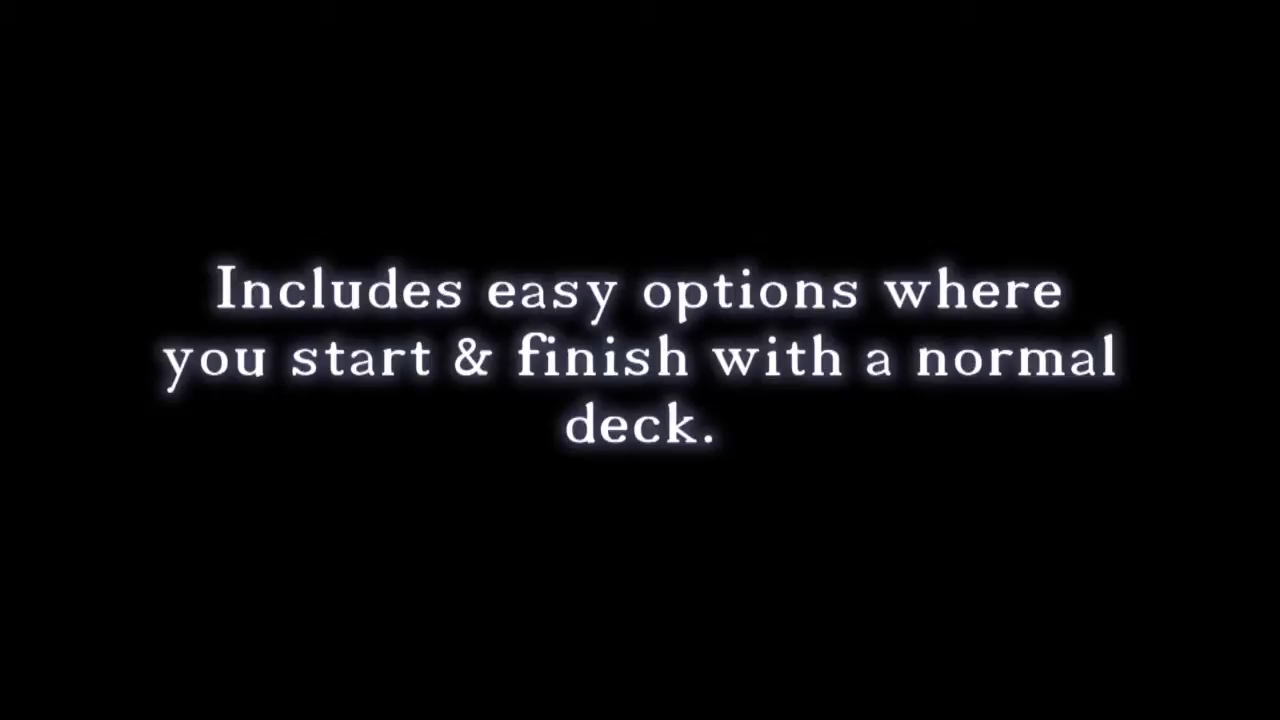 Includes easy options where
you start & finish with a normal
deck.